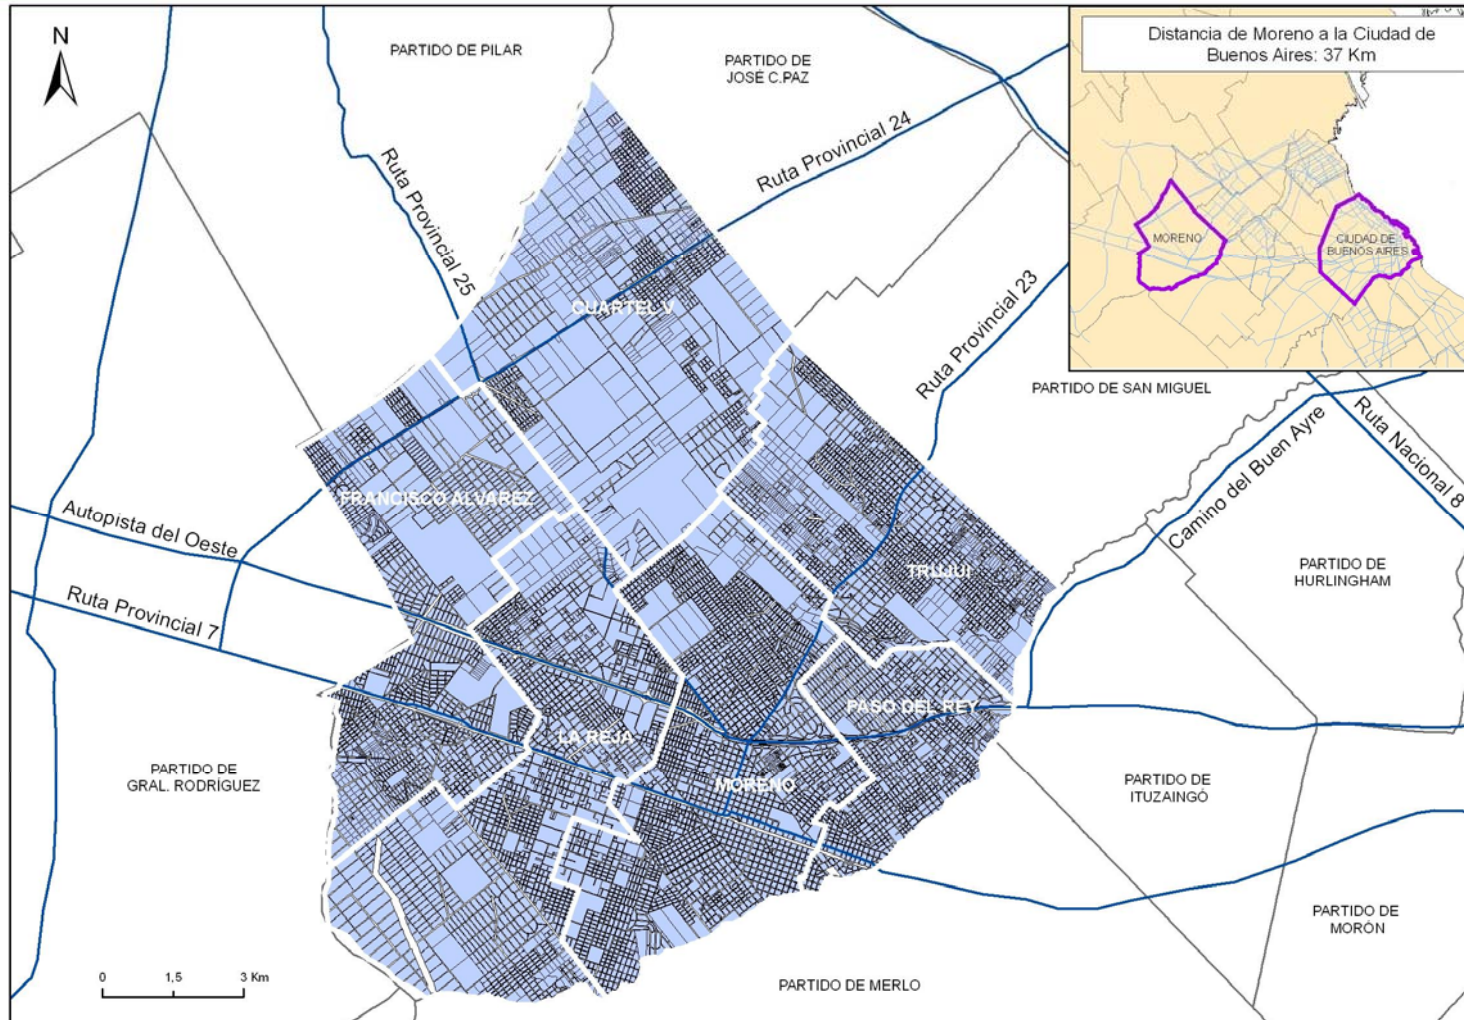 N
PARTIDO DE PILAR
PARTIDO DE
JOSÉ C.PAZ
Distancia de Moreno a la Ciudad de
Buenos Aires: 37 Km
MORENO
CIUDAD DE
BUENOS AIRES
Ruta Provincial 24
Ruta Provincial 25
CUARTEL V
Ruta Provincial 23
PARTIDO DE SAN MIGUEL
Ruta Nacional 8
Camino del Buen Ayre
FRANCISCO ALVAREZ
Autopista del Oeste
TRUJUI
PARTIDO DE
HURLINGHAM
Ruta Provincial 7
PASO DEL REY
LA REJA
MORENO
PARTIDO DE
GRAL. RODRÍGUEZ
PARTIDO DE
ITUZAINGÓ
PARTIDO DE
MORÓN
PARTIDO DE MERLO
0 1,5 3 Km